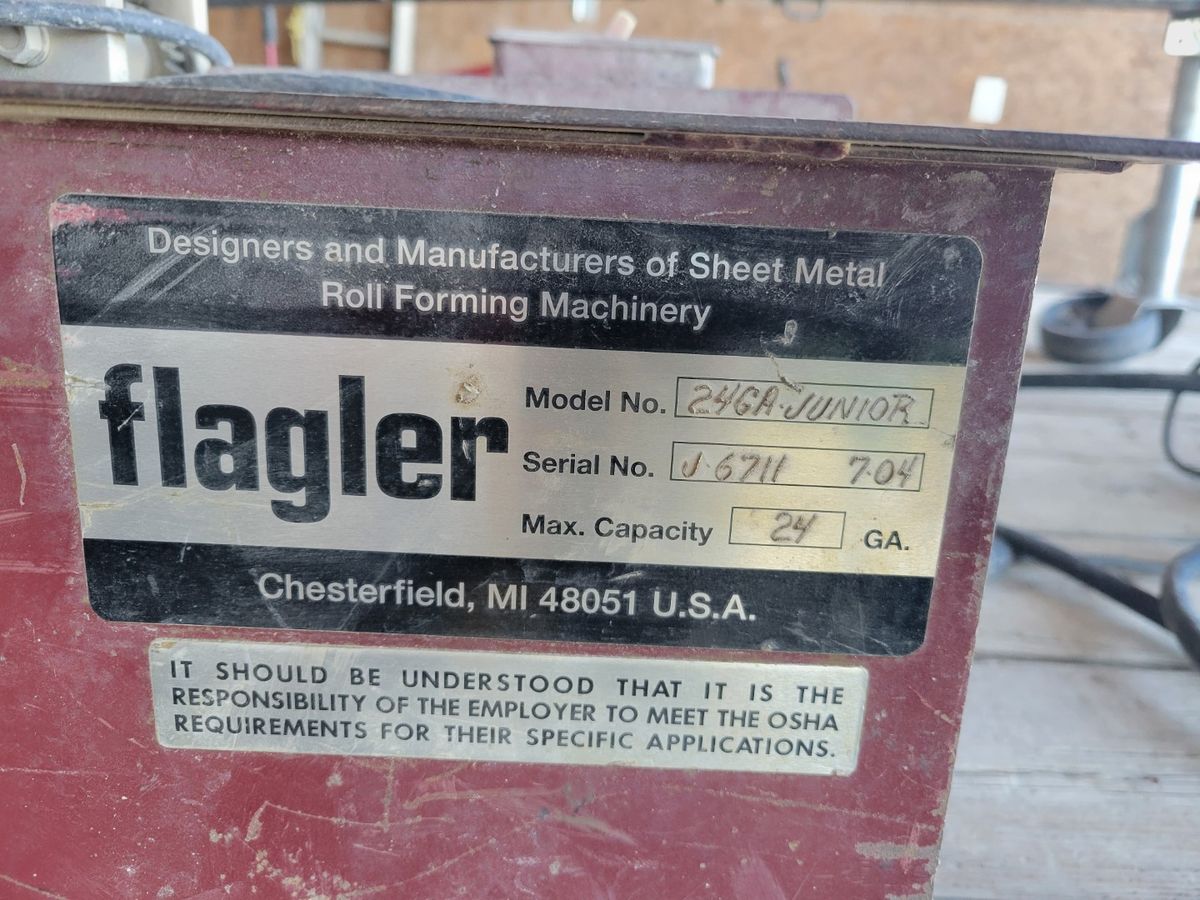 Designers and Manufacturers of Sheet Metal
Roll Forming Machinery
flagler
Model No. 24GA-JUNIOR
Serial No. J-6711 7-04
Max. Capacity 24 GA.
Chesterfield, MI 48051 U.S.A.
IT SHOULD BE UNDERSTOOD THAT IT IS THE
RESPONSIBILITY OF THE EMPLOYER TO MEET THE OSHA
REQUIREMENTS FOR THEIR SPECIFIC APPLICATIONS.